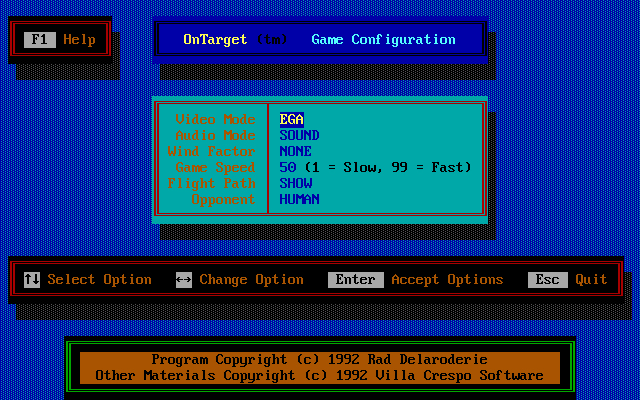 F1 Help
OnTarget (tm) Game Configuration
Video Mode EGA
Audio Mode SOUND
Wind Factor NONE
Game Speed 50 (1 = Slow, 99 = Fast)
Flight Path SHOW
Opponent HUMAN
↑↓ Select Option ↔ Change Option Enter Accept Options Esc Quit
Program Copyright (c) 1992 Rad Delaroderie
Other Materials Copyright (c) 1992 Villa Crespo Software